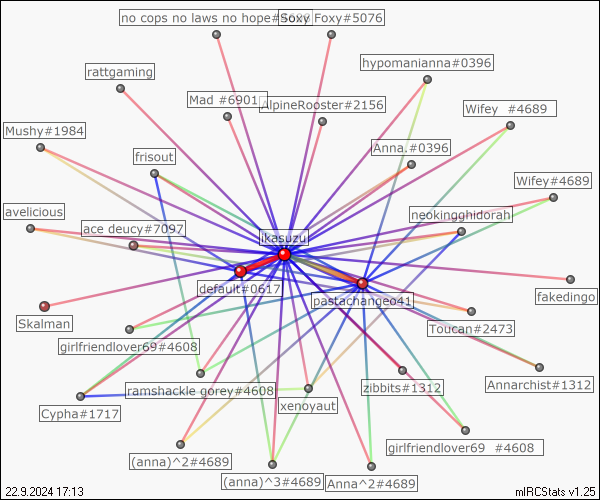 no cops no laws no hope#5088
Soxy Foxy#5076
hypomanianna#0396
rattgaming
Mad #6901
AlpineRooster#2156
Wifey #4689
Mushy#1984
frisout
Anna.#0396
Wifey#4689
avelicious
ace deucy#7097
neokingghidorah
ikasuzu
default#0617
pastachange041
fakedingo
Skalman
Toucan#2473
girlfriendlover69#4608
Annarchist#1312
ramshackle gorey#4608
zibbits#1312
xenoyaut
Cypha#1717
girlfriendlover69 #4608
(anna)^2#4689
(anna)^3#4689
Anna^2#4689
22.9.2024 17:13
mIRCStats v1.25